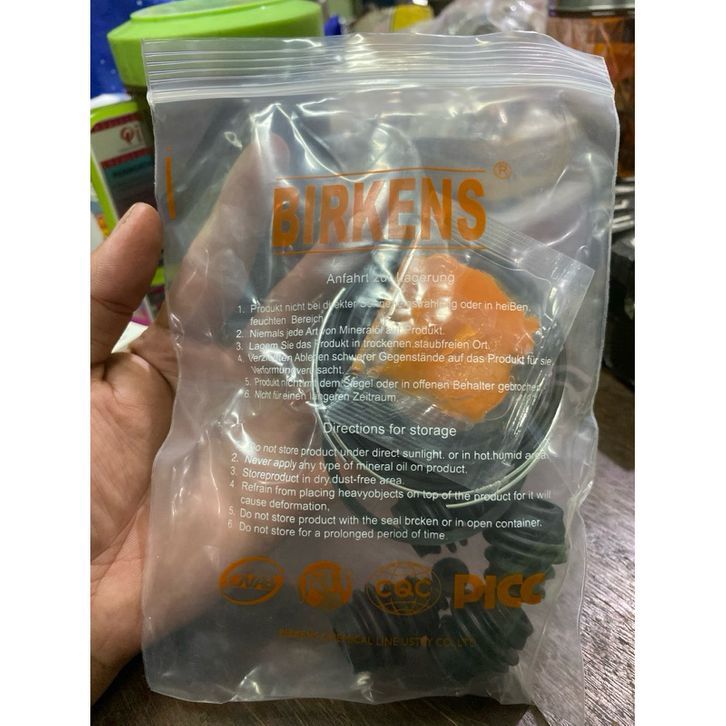 BIRKENS®
Anfahrt zur Lagerung
1. Produkt nicht bei direkter Sonneneinstrahlung oder in heißen,
feuchten Bereich.
2. Niemals jede Art von Mineralöl auf Produkt.
3. Lagern Sie das Produkt in trockenen,staubfreien Ort.
4. Verzichten Ablegen schwerer Gegenstände auf das Produkt für sie
Verformung verursacht.
5. Produkt nicht mit dem Siegel oder in offenen Behälter gebrochen
6. Nicht für einen längeren Zeitraum.
Directions for storage
1. Do not store product under direct sunlight. or in hot.humid area
2. Never apply any type of mineral oil on product.
3. Storeproduct in dry.dust-free area.
4 Refrain from placing heavyobjects on top of the product for it will
cause deformation,
5. Do not store product with the seal brcken or in open container.
6 Do not store for a prolonged period of time
CQC PICC
CHEMICAL LINEUSTRY CO. LTD